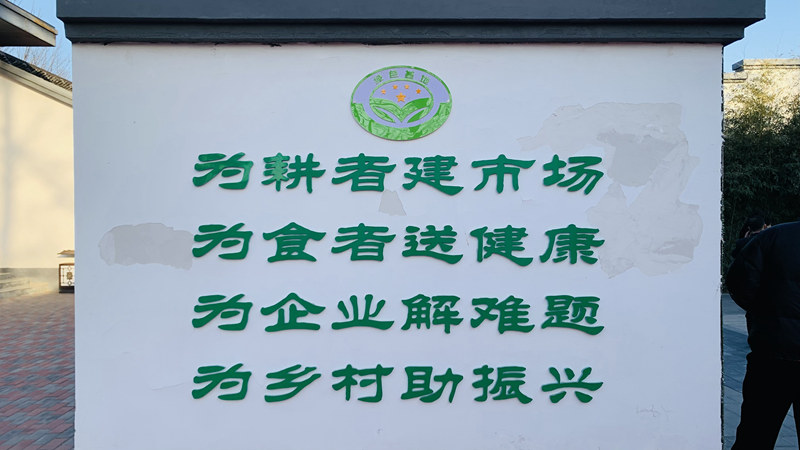 为耕者建市场
为食者送健康
为企业解难题
为乡村助振兴